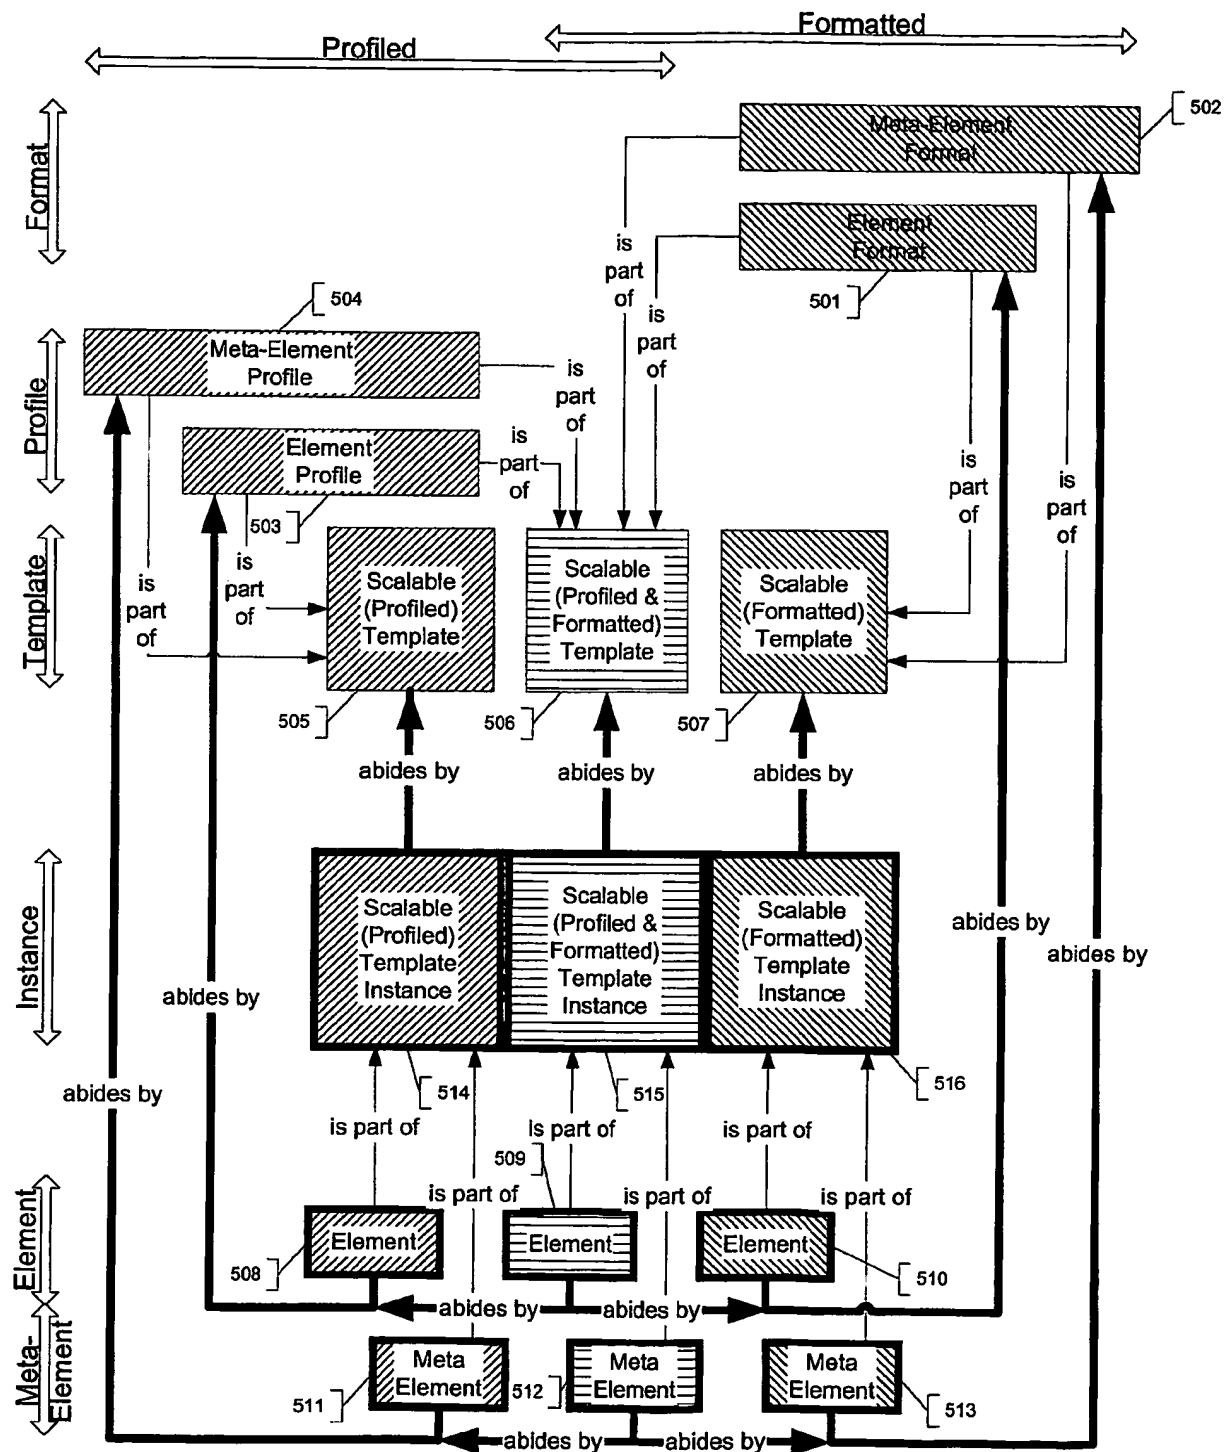 Formatted
Profiled
Format
Meta-Element
Format
502
Element
Format
501
is
part
of
is
part
of
504
Profile
Meta-Element
Profile
is
part
of
Element
Profile
is
part
of
503
is
part
of
is
part
of
Template
is
part
of
is
part
of
Scalable
(Profiled)
Template
Scalable
(Profiled &
Formatted)
Template
Scalable
(Formatted)
Template
505
506
507
abides by
abides by
abides by
Instance
Scalable
(Profiled)
Template
Instance
Scalable
(Profiled &
Formatted)
Template
Instance
Scalable
(Formatted)
Template
Instance
abides by
abides by
abides by
abides by
514
515
516
is part of
is part of
is part of
509
is part of
is part of
is part of
Element
Element
Element
Element
508
510
abides by
abides by
Meta-
Element
Meta
Element
Meta
Element
Meta
Element
511
512
513
abides by
abides by